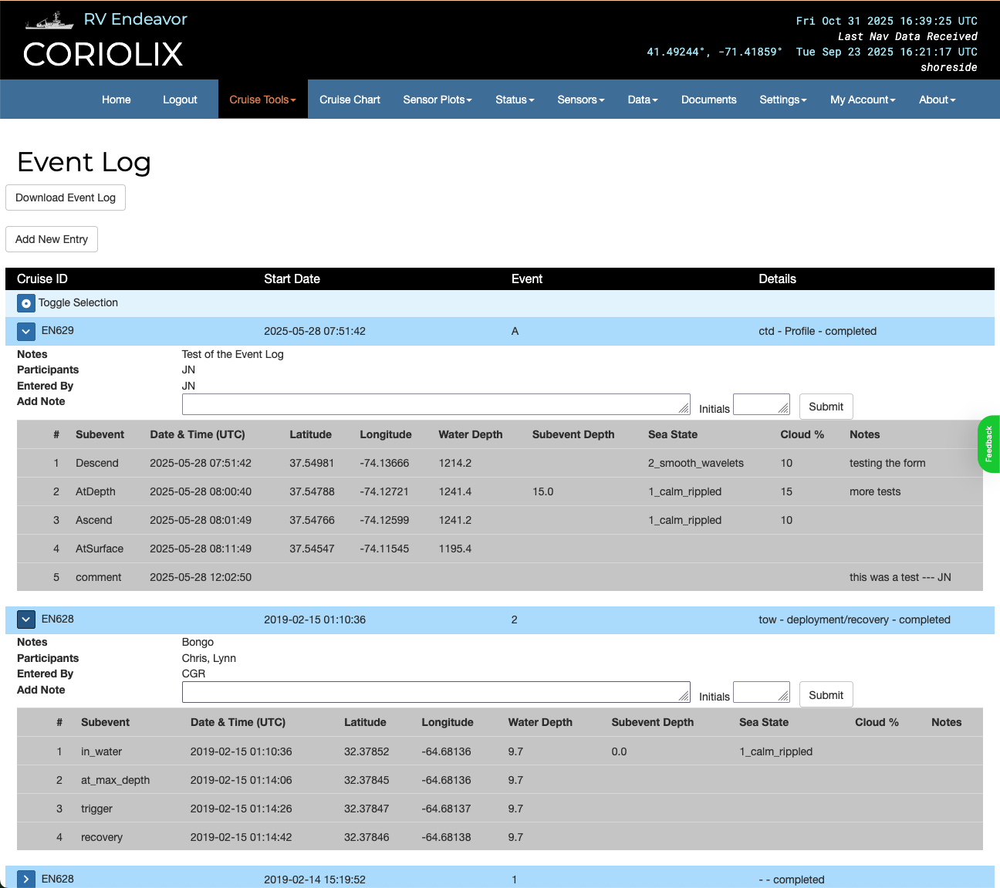 RV Endeavor
CORIOLIX
Fri Oct 31 2025 16:39:25 UTC
Last Nav Data Received
41.49244°, -71.41859° Tue Sep 23 2025 16:21:17 UTC
shoreside
Home Logout Cruise Tools Cruise Chart Sensor Plots Status Sensors Data Documents Settings My Account About
Event Log
Download Event Log
Add New Entry
Cruise ID Start Date Event Details
Toggle Selection
EN629 2025-05-28 07:51:42 A ctd - Profile - completed
Notes Test of the Event Log
Participants JN
Entered By JN
Add Note Initials Submit
# Subevent Date & Time (UTC) Latitude Longitude Water Depth Subevent Depth Sea State Cloud % Notes
1 Descend 2025-05-28 07:51:42 37.54981 -74.13666 1214.2 2_smooth_wavelets 10 testing the form
2 AtDepth 2025-05-28 08:00:40 37.54788 -74.12721 1241.4 15.0 1_calm_rippled 15 more tests
3 Ascend 2025-05-28 08:01:49 37.54766 -74.12599 1241.2 1_calm_rippled 10
4 AtSurface 2025-05-28 08:11:49 37.54547 -74.11545 1195.4
5 comment 2025-05-28 12:02:50 this was a test --- JN
Feedback
EN628 2019-02-15 01:10:36 2 tow - deployment/recovery - completed
Notes Bongo
Participants Chris, Lynn
Entered By CGR
Add Note Initials Submit
# Subevent Date & Time (UTC) Latitude Longitude Water Depth Subevent Depth Sea State Cloud % Notes
1 in_water 2019-02-15 01:10:36 32.37852 -64.68136 9.7 0.0 1_calm_rippled
2 at_max_depth 2019-02-15 01:14:06 32.37845 -64.68136 9.7
3 trigger 2019-02-15 01:14:26 32.37847 -64.68137 9.7
4 recovery 2019-02-15 01:14:42 32.37846 -64.68138 9.7
EN628 2019-02-14 15:19:52 1 - - completed